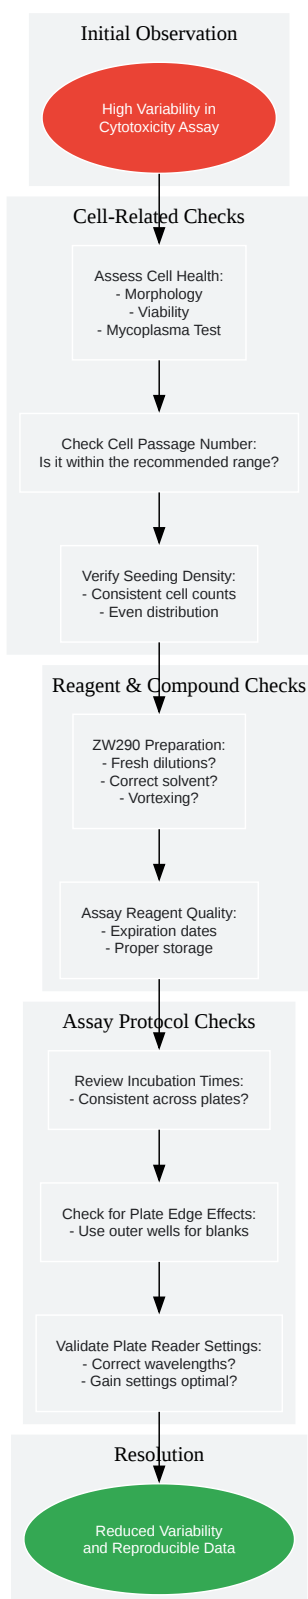 Initial Observation
High Variability in
Cytotoxicity Assay
Cell-Related Checks
Assess Cell Health:
- Morphology
- Viability
- Mycoplasma Test
Check Cell Passage Number:
Is it within the recommended range?
Verify Seeding Density:
- Consistent cell counts
- Even distribution
Reagent & Compound Checks
ZW290 Preparation:
- Fresh dilutions?
- Correct solvent?
- Vortexing?
Assay Reagent Quality:
- Expiration dates
- Proper storage
Assay Protocol Checks
Review Incubation Times:
- Consistent across plates?
Check for Plate Edge Effects:
- Use outer wells for blanks
Validate Plate Reader Settings:
- Correct wavelengths?
- Gain settings optimal?
Resolution
Reduced Variability
and Reproducible Data